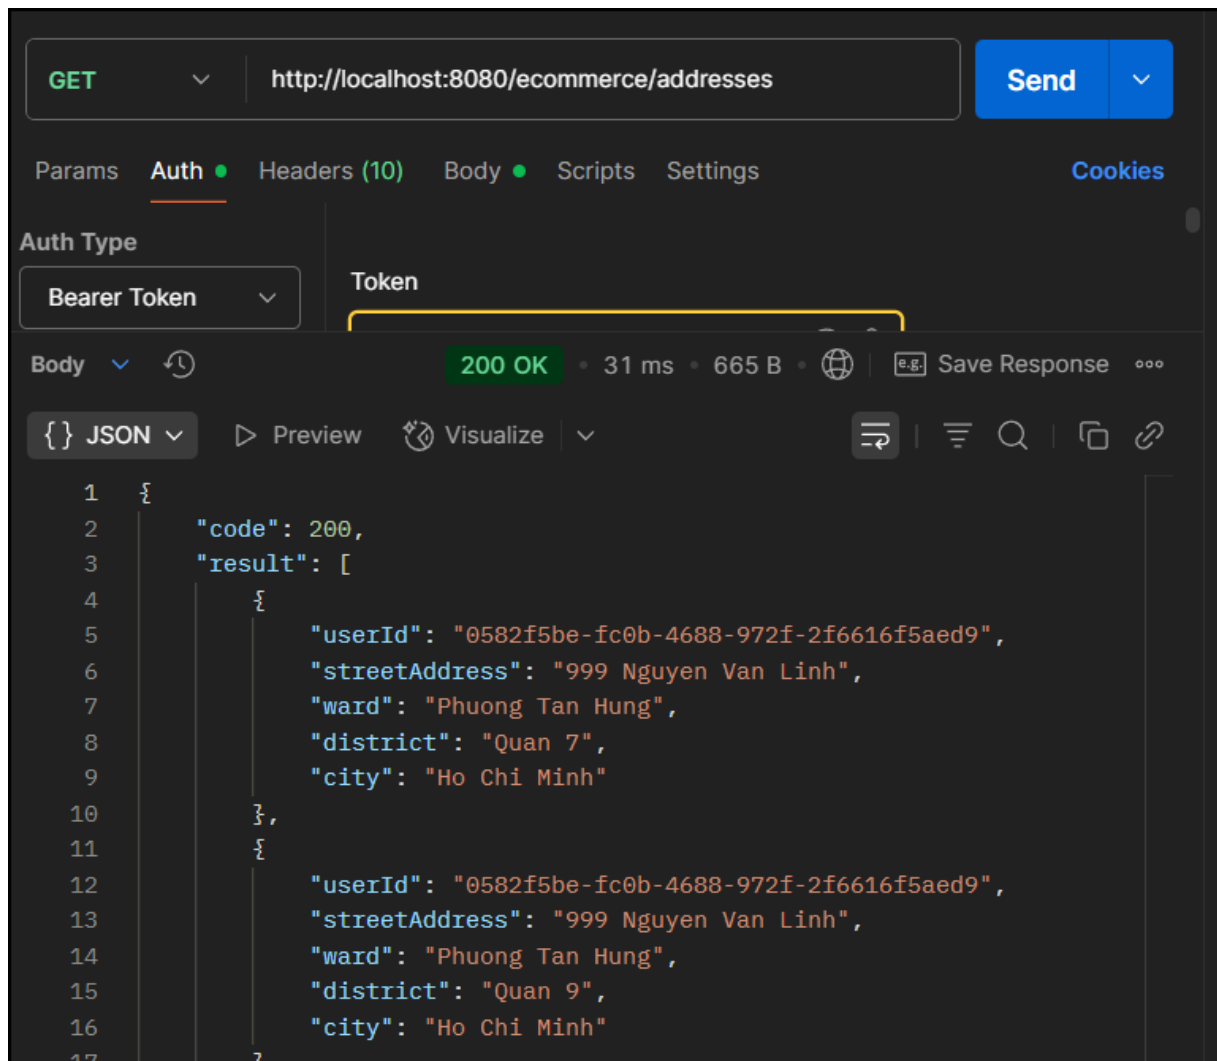 GET http://localhost:8080/ecommerce/addresses Send
Params Auth Headers (10) Body Scripts Settings Cookies
Auth Type
Bearer Token
Token
Body 200 OK • 31 ms • 665 B • e.g. Save Response
{} JSON Preview Visualize
1 {
2 "code": 200,
3 "result": [
4 {
5 "userId": "0582f5be-fc0b-4688-972f-2f6616f5aed9",
6 "streetAddress": "999 Nguyen Van Linh",
7 "ward": "Phuong Tan Hung",
8 "district": "Quan 7",
9 "city": "Ho Chi Minh"
10 },
11 {
12 "userId": "0582f5be-fc0b-4688-972f-2f6616f5aed9",
13 "streetAddress": "999 Nguyen Van Linh",
14 "ward": "Phuong Tan Hung",
15 "district": "Quan 9",
16 "city": "Ho Chi Minh"
17 }